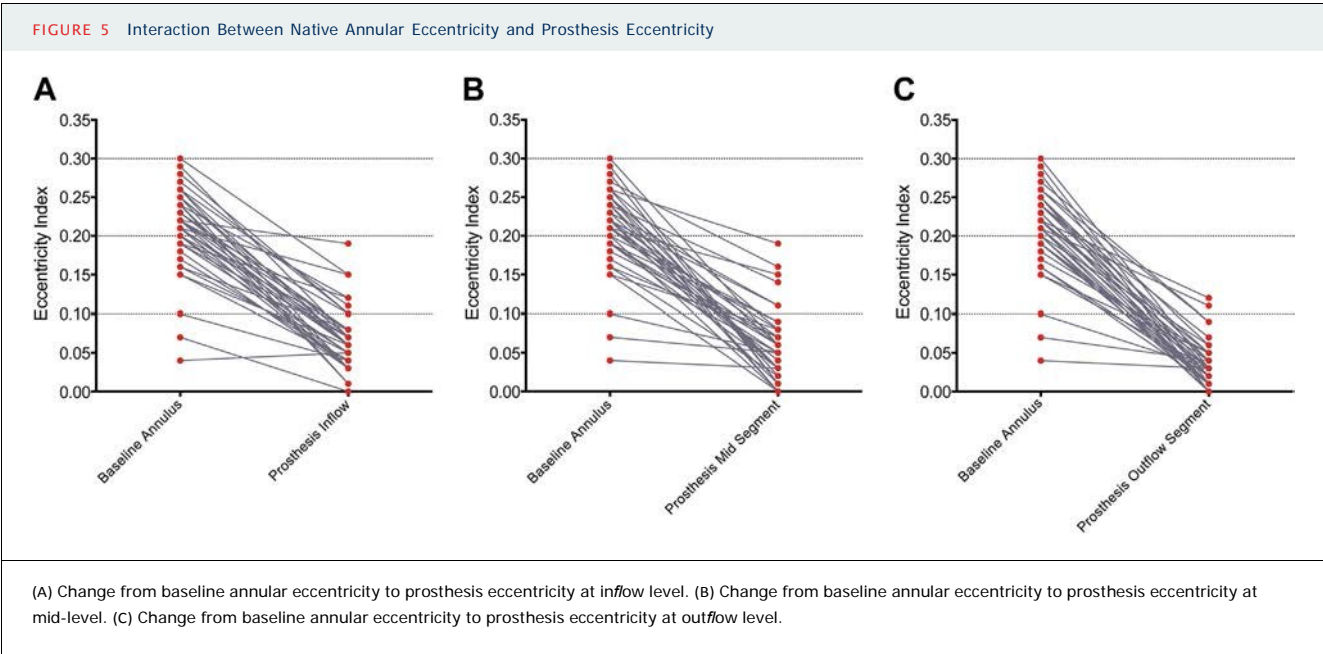 FIGURE 5 Interaction Between Native Annular Eccentricity and Prosthesis Eccentricity
A
0.35
0.30
0.25
0.20
0.15
0.10
0.05
0.00
Eccentricity Index
Baseline Annulus
Prosthesis Inflow
B
0.35
0.30
0.25
0.20
0.15
0.10
0.05
0.00
Eccentricity Index
Baseline Annulus
Prosthesis Mid Segment
C
0.35
0.30
0.25
0.20
0.15
0.10
0.05
0.00
Eccentricity Index
Baseline Annulus
Prosthesis Outflow Segment
(A) Change from baseline annular eccentricity to prosthesis eccentricity at inflow level. (B) Change from baseline annular eccentricity to prosthesis eccentricity at
mid-level. (C) Change from baseline annular eccentricity to prosthesis eccentricity at outflow level.